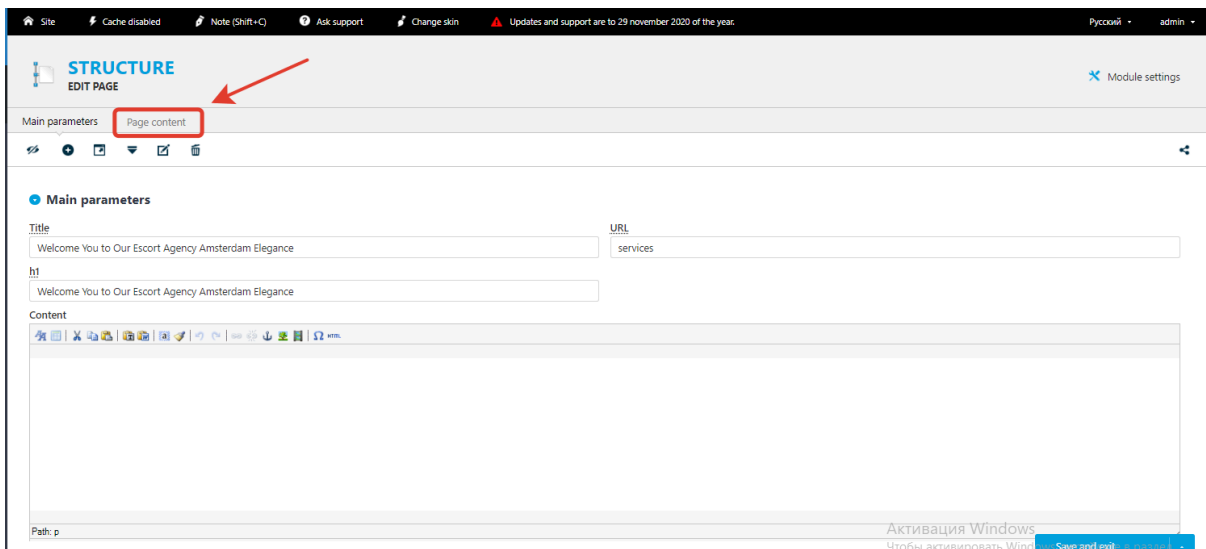 Site Cache disabled Note (Shift+C) Ask support Change skin Updates and support are to 29 november 2020 of the year. Русский admin
STRUCTURE
EDIT PAGE
Module settings
Main parameters Page content
Main parameters
Title URL
Welcome You to Our Escort Agency Amsterdam Elegance services
h1
Welcome You to Our Escort Agency Amsterdam Elegance
Content
HTML
Path: p
Активация Windows
Чтобы активировать Wind Save and exit в раздел